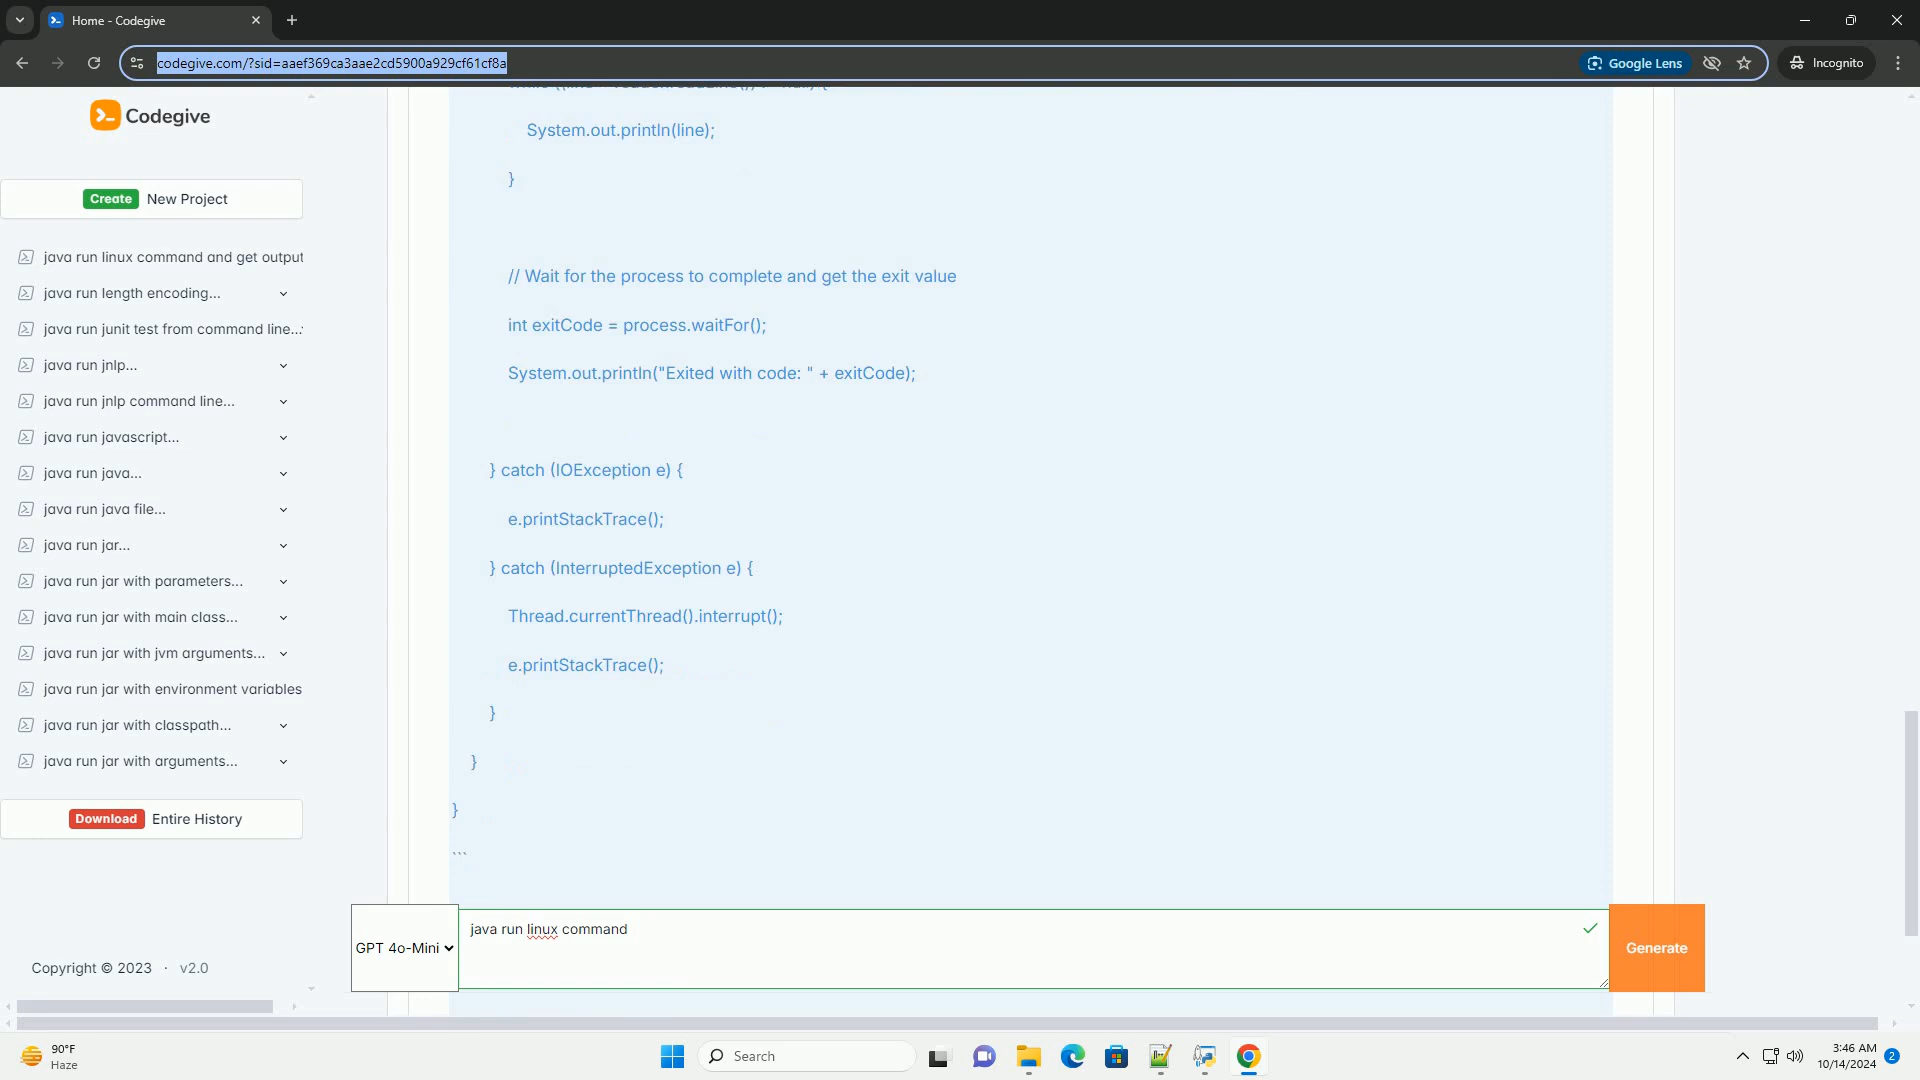 Home - Codegive
codegive.com/?sid=aaef369ca3aae2cd5900a929cf61cf8a
Google Lens
Incognito
Codegive
Create New Project
java run linux command and get output
java run length encoding...
java run junit test from command line...
java run jnlp...
java run jnlp command line...
java run javascript...
java run java...
java run java file...
java run jar...
java run jar with parameters...
java run jar with main class...
java run jar with jvm arguments...
java run jar with environment variables
java run jar with classpath...
java run jar with arguments...
Download Entire History
Copyright © 2023 · v2.0
System.out.println(line);
}
// Wait for the process to complete and get the exit value
int exitCode = process.waitFor();
System.out.println("Exited with code: " + exitCode);
} catch (IOException e) {
e.printStackTrace();
} catch (InterruptedException e) {
Thread.currentThread().interrupt();
e.printStackTrace();
}
}
}
```
GPT 4o-Mini
java run linux command
Generate
90°F
Haze
Search
3:46 AM
10/14/2024
2